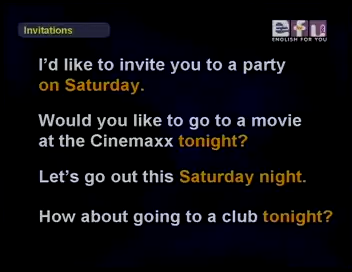 Invitations
efu
ENGLISH FOR YOU
I'd like to invite you to a party
on Saturday.
Would you like to go to a movie
at the Cinemaxx tonight?
Let's go out this Saturday night.
How about going to a club tonight?